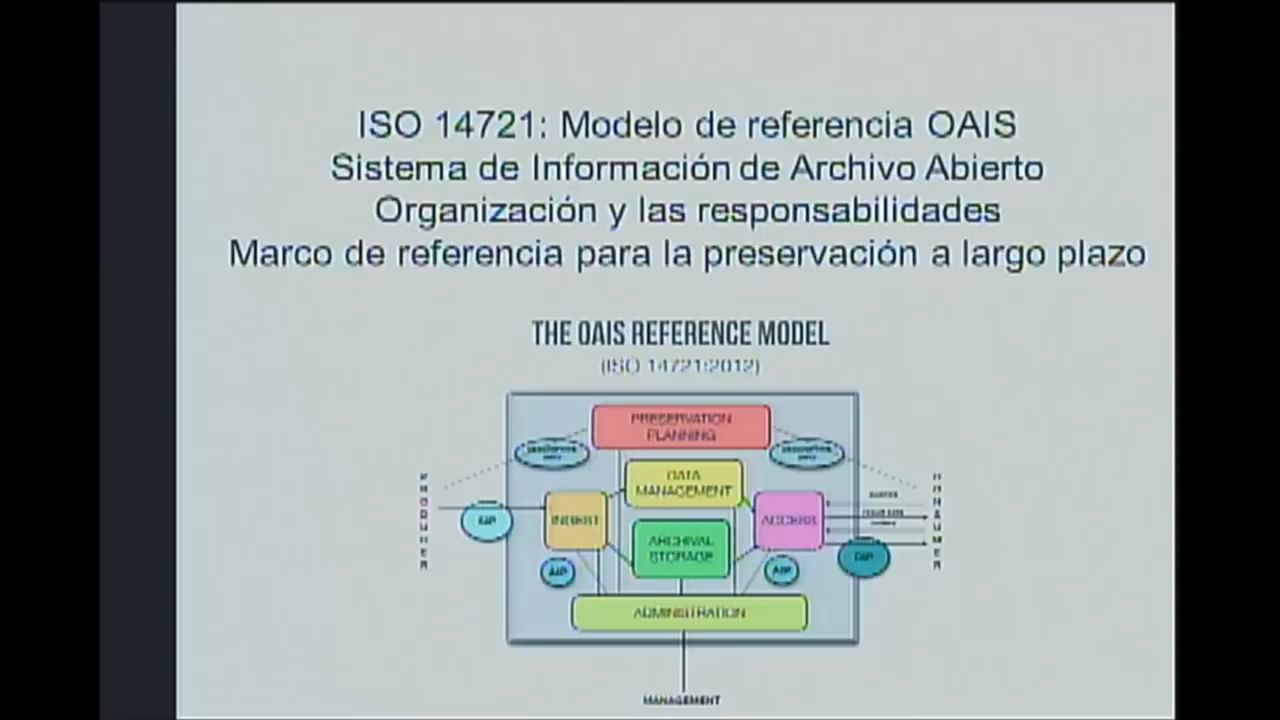 ISO 14721: Modelo de referencia OAIS
Sistema de Información de Archivo Abierto
Organización y las responsabilidades
Marco de referencia para la preservación a largo plazo
THE OAIS REFERENCE MODEL
(ISO 14721:2012)
PRESERVATION
PLANNING
DATA
MANAGEMENT
INGEST
ACCESS
ARCHIVAL
STORAGE
SIP
AIP
AIP
DIP
ADMINISTRATION
PRODUCER
CONSUMER
MANAGEMENT